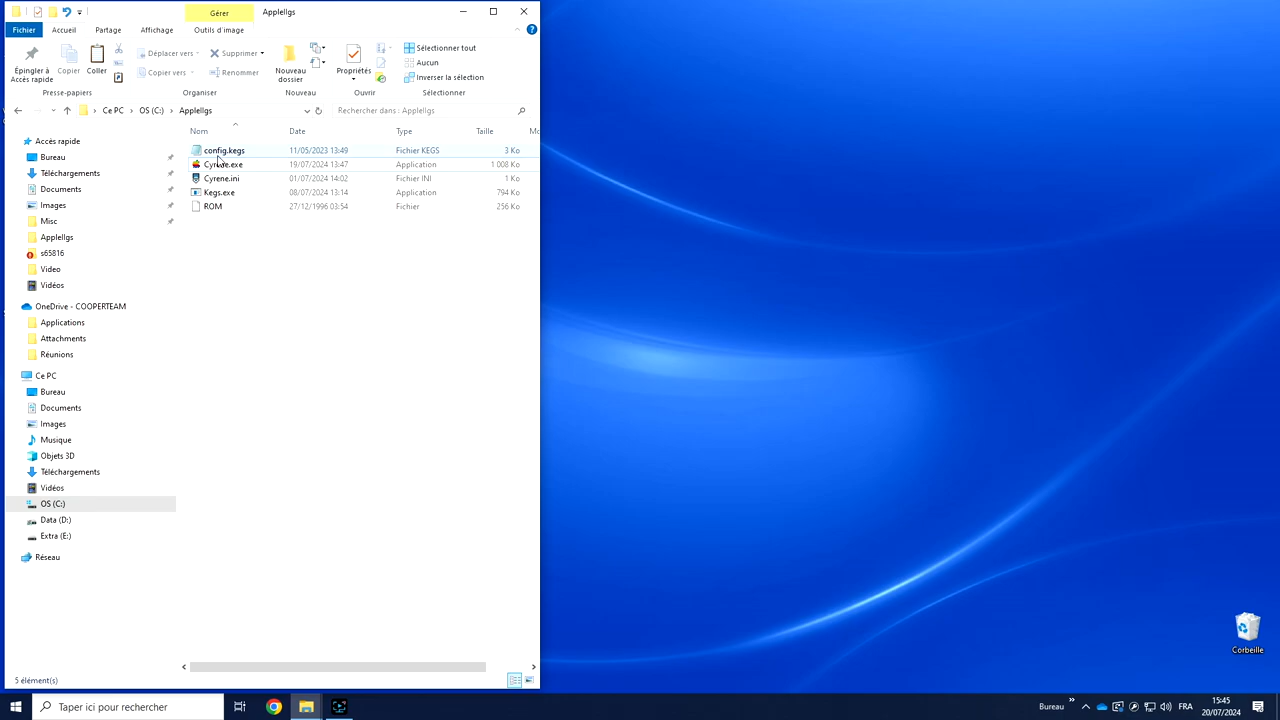 Gérer
AppleIIgs
Fichier
Accueil
Partage
Affichage
Outils d'image
Épingler à
Accès rapide
Copier
Coller
Presse-papiers
Déplacer vers
Copier vers
Supprimer
Renommer
Organiser
Nouveau
dossier
Nouveau
Propriétés
Ouvrir
Sélectionner tout
Aucun
Inverser la sélection
Sélectionner
Ce PC > OS (C:) > AppleIIgs
Rechercher dans : AppleIIgs
Nom Date Type Taille Mo
config.kegs 11/05/2023 13:49 Fichier KEGS 3 Ko
Cyrene.exe 19/07/2024 13:47 Application 1 008 Ko
Cyrene.ini 01/07/2024 14:02 Fichier INI 1 Ko
Kegs.exe 08/07/2024 13:14 Application 794 Ko
ROM 27/12/1996 03:54 Fichier 256 Ko
Accès rapide
Bureau
Téléchargements
Documents
Images
Misc
AppleIIgs
s65816
Video
Vidéos
OneDrive - COOPERTEAM
Applications
Attachments
Réunions
Ce PC
Bureau
Documents
Images
Musique
Objets 3D
Téléchargements
Vidéos
OS (C:)
Data (D:)
Extra (E:)
Réseau
5 élément(s)
Corbeille
Taper ici pour rechercher
Bureau
FRA
15:45
20/07/2024